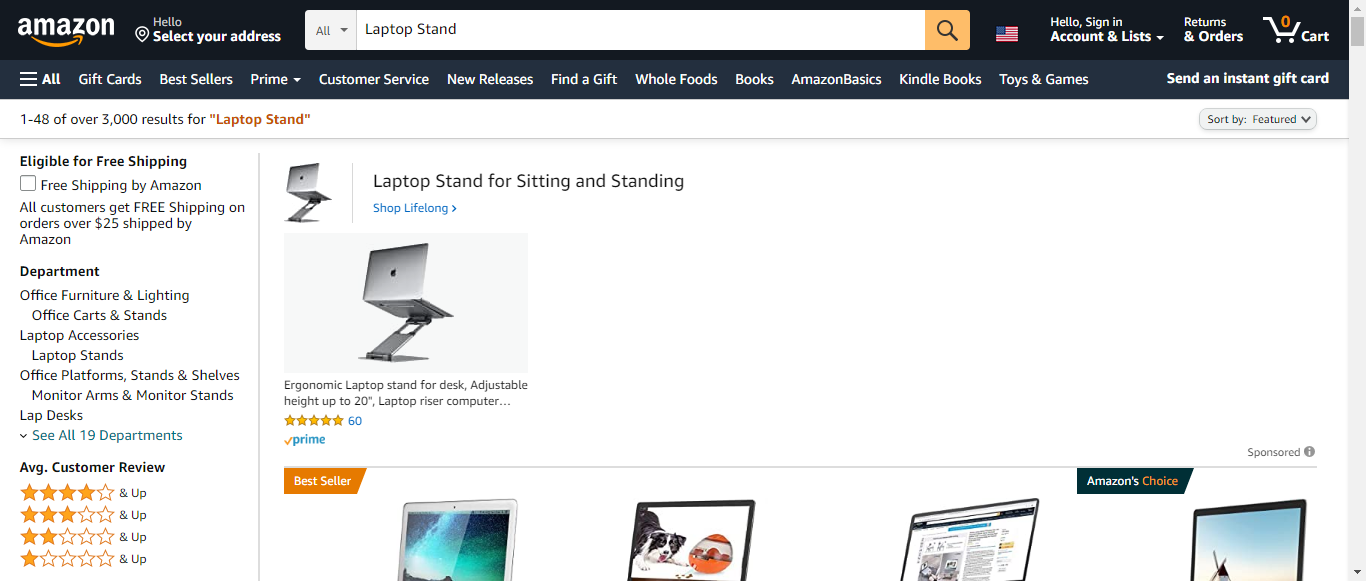 amazon
Hello
Select your address
All
Laptop Stand
Hello, Sign in
Account & Lists
Returns
& Orders
0
Cart
All
Gift Cards
Best Sellers
Prime
Customer Service
New Releases
Find a Gift
Whole Foods
Books
AmazonBasics
Kindle Books
Toys & Games
Send an instant gift card
1-48 of over 3,000 results for "Laptop Stand"
Sort by: Featured
Eligible for Free Shipping
Free Shipping by Amazon
All customers get FREE Shipping on
orders over $25 shipped by
Amazon
Department
Office Furniture & Lighting
Office Carts & Stands
Laptop Accessories
Laptop Stands
Office Platforms, Stands & Shelves
Monitor Arms & Monitor Stands
Lap Desks
See All 19 Departments
Avg. Customer Review
& Up
& Up
& Up
& Up
Laptop Stand for Sitting and Standing
Shop Lifelong ›
Ergonomic Laptop stand for desk, Adjustable
height up to 20", Laptop riser computer…
60
prime
Sponsored
Best Seller
Amazon's Choice